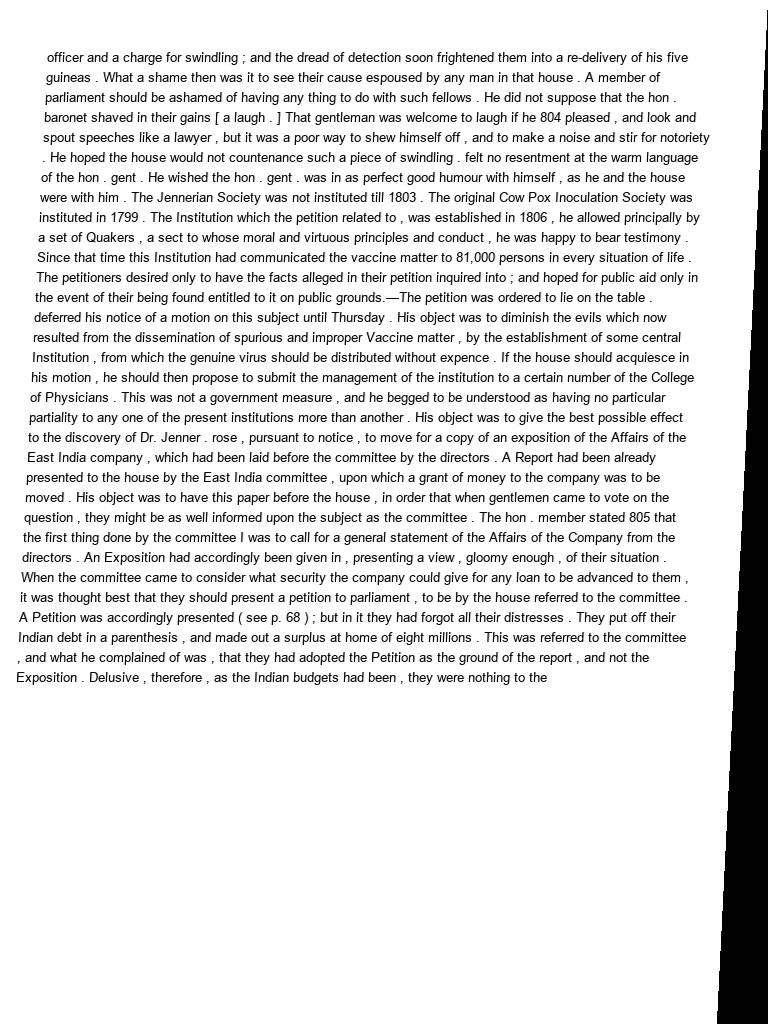 officer and a charge for swindling ; and the dread of detection soon frightened them into a re-delivery of his five
guineas . What a shame then was it to see their cause espoused by any man in that house . A member of
parliament should be ashamed of having any thing to do with such fellows . He did not suppose that the hon .
baronet shaved in their gains [ a laugh . ] That gentleman was welcome to laugh if he 804 pleased , and look and
spout speeches like a lawyer , but it was a poor way to shew himself off , and to make a noise and stir for notoriety
. He hoped the house would not countenance such a piece of swindling . felt no resentment at the warm language
of the hon . gent . He wished the hon . gent . was in as perfect good humour with himself , as he and the house
were with him . The Jennerian Society was not instituted till 1803 . The original Cow Pox Inoculation Society was
instituted in 1799 . The Institution which the petition related to , was established in 1806 , he allowed principally by
a set of Quakers , a sect to whose moral and virtuous principles and conduct , he was happy to bear testimony .
Since that time this Institution had communicated the vaccine matter to 81,000 persons in every situation of life .
The petitioners desired only to have the facts alleged in their petition inquired into ; and hoped for public aid only in
the event of their being found entitled to it on public grounds.—The petition was ordered to lie on the table .
deferred his notice of a motion on this subject until Thursday . His object was to diminish the evils which now
resulted from the dissemination of spurious and improper Vaccine matter , by the establishment of some central
Institution , from which the genuine virus should be distributed without expence . If the house should acquiesce in
his motion , he should then propose to submit the management of the institution to a certain number of the College
of Physicians . This was not a government measure , and he begged to be understood as having no particular
partiality to any one of the present institutions more than another . His object was to give the best possible effect
to the discovery of Dr. Jenner . rose , pursuant to notice , to move for a copy of an exposition of the Affairs of the
East India company , which had been laid before the committee by the directors . A Report had been already
presented to the house by the East India committee , upon which a grant of money to the company was to be
moved . His object was to have this paper before the house , in order that when gentlemen came to vote on the
question , they might be as well informed upon the subject as the committee . The hon . member stated 805 that
the first thing done by the committee I was to call for a general statement of the Affairs of the Company from the
directors . An Exposition had accordingly been given in , presenting a view , gloomy enough , of their situation .
When the committee came to consider what security the company could give for any loan to be advanced to them ,
it was thought best that they should present a petition to parliament , to be by the house referred to the committee .
A Petition was accordingly presented ( see p. 68 ) ; but in it they had forgot all their distresses . They put off their
Indian debt in a parenthesis , and made out a surplus at home of eight millions . This was referred to the committee
, and what he complained of was , that they had adopted the Petition as the ground of the report , and not the
Exposition . Delusive , therefore , as the Indian budgets had been , they were nothing to the